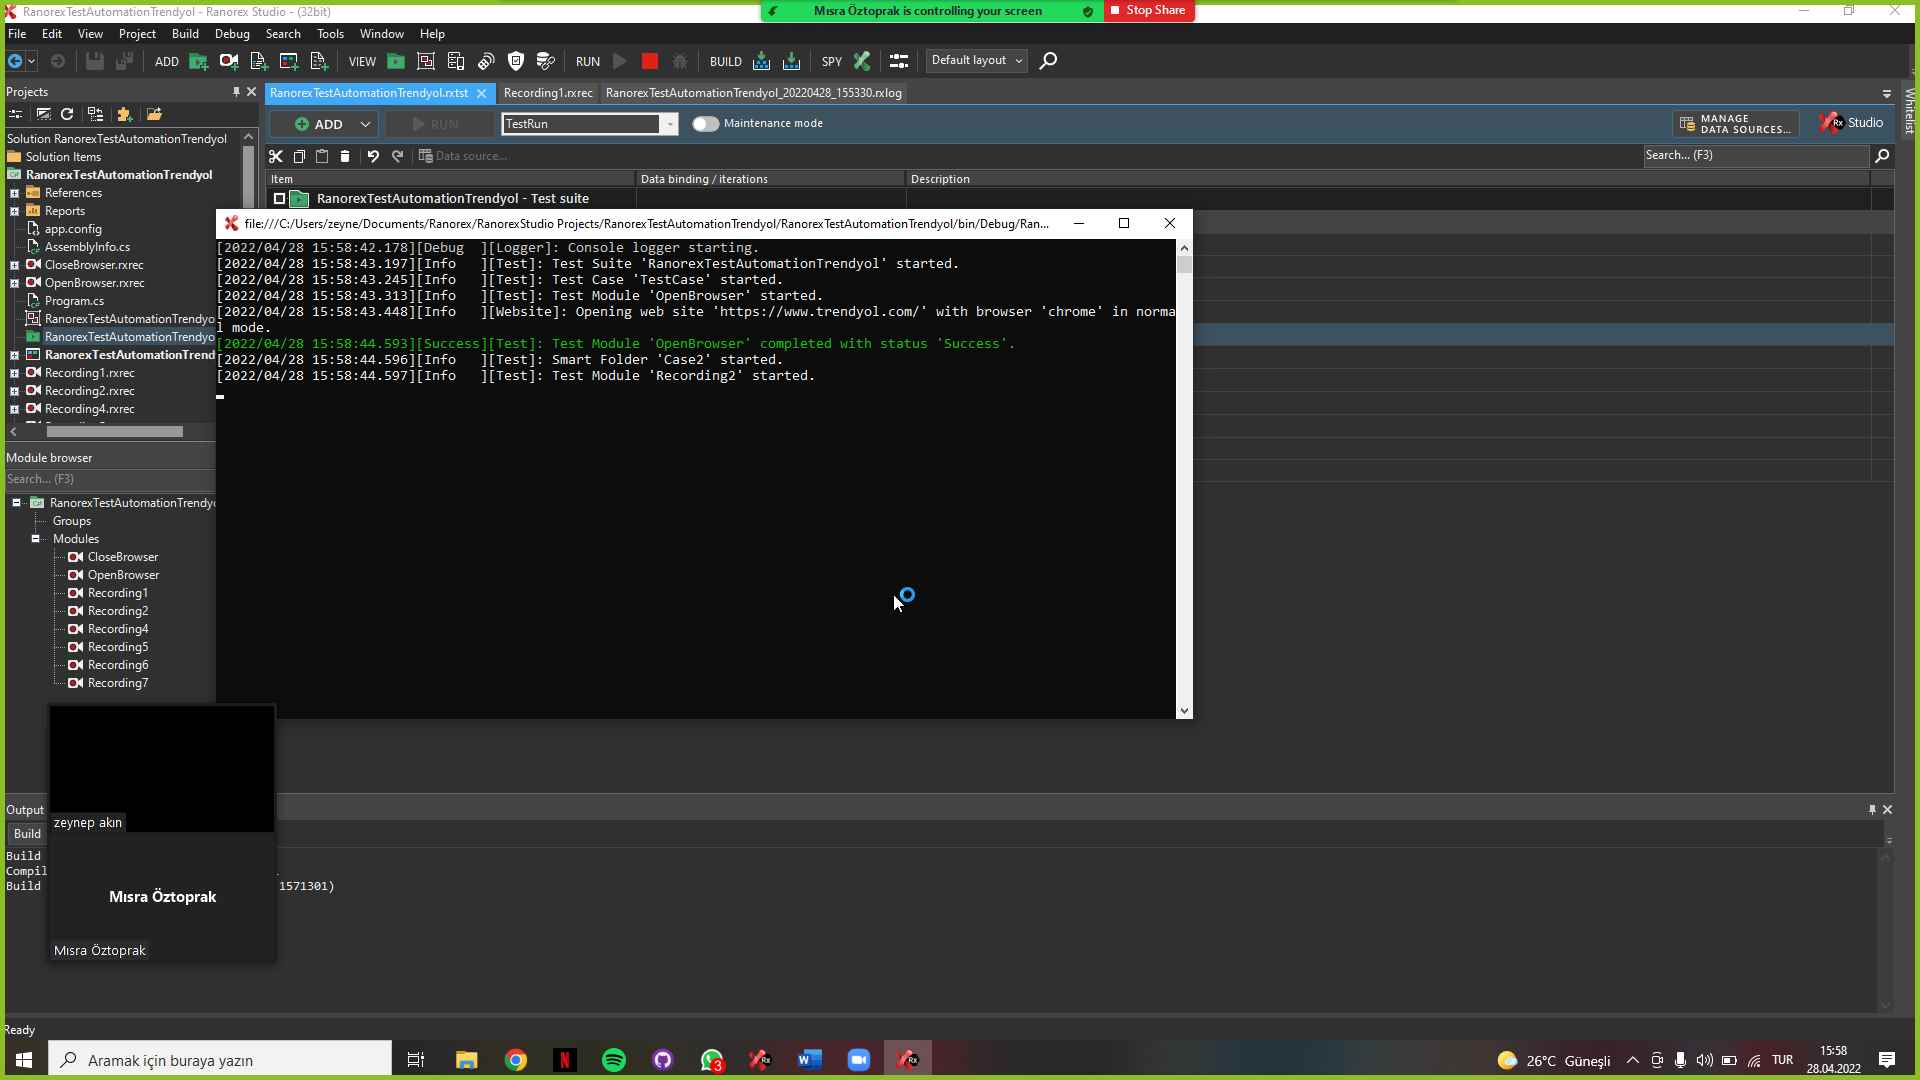 RanorexTestAutomationTrendyol - Ranorex Studio - (32bit)
Mısra Öztoprak is controlling your screen
Stop Share
File Edit View Project Build Debug Search Tools Window Help
ADD VIEW RUN BUILD SPY Default layout
Projects
RanorexTestAutomationTrendyol.rxtst
Recording1.rxrec
RanorexTestAutomationTrendyol_20220428_155330.rxlog
Whitelist
ADD
RUN
TestRun
Maintenance mode
MANAGE
DATA SOURCES...
Rx Studio
Data source...
Search... (F3)
Item
Data binding / iterations
Description
RanorexTestAutomationTrendyol - Test suite
Solution RanorexTestAutomationTrendyol
Solution Items
RanorexTestAutomationTrendyol
References
Reports
app.config
AssemblyInfo.cs
CloseBrowser.rxrec
OpenBrowser.rxrec
Program.cs
RanorexTestAutomationTrendyo
RanorexTestAutomationTrendyo
RanorexTestAutomationTrend
Recording1.rxrec
Recording2.rxrec
Recording4.rxrec
file:///C:/Users/zeyne/Documents/Ranorex/RanorexStudio Projects/RanorexTestAutomationTrendyol/RanorexTestAutomationTrendyol/bin/Debug/Ran...
[2022/04/28 15:58:42.178][Debug  ][Logger]: Console logger starting.
[2022/04/28 15:58:43.197][Info   ][Test]: Test Suite 'RanorexTestAutomationTrendyol' started.
[2022/04/28 15:58:43.245][Info   ][Test]: Test Case 'TestCase' started.
[2022/04/28 15:58:43.313][Info   ][Test]: Test Module 'OpenBrowser' started.
[2022/04/28 15:58:43.448][Info   ][Website]: Opening web site 'https://www.trendyol.com/' with browser 'chrome' in norma
l mode.
[2022/04/28 15:58:44.593][Success][Test]: Test Module 'OpenBrowser' completed with status 'Success'.
[2022/04/28 15:58:44.596][Info   ][Test]: Smart Folder 'Case2' started.
[2022/04/28 15:58:44.597][Info   ][Test]: Test Module 'Recording2' started.
Module browser
Search... (F3)
RanorexTestAutomationTrendyo
Groups
Modules
CloseBrowser
OpenBrowser
Recording1
Recording2
Recording4
Recording5
Recording6
Recording7
Output
Build
Build
Compil
Build 1571301)
zeynep akın
Mısra Öztoprak
Mısra Öztoprak
Ready
Aramak için buraya yazın
3
26°C Güneşli
TUR
15:58
28.04.2022